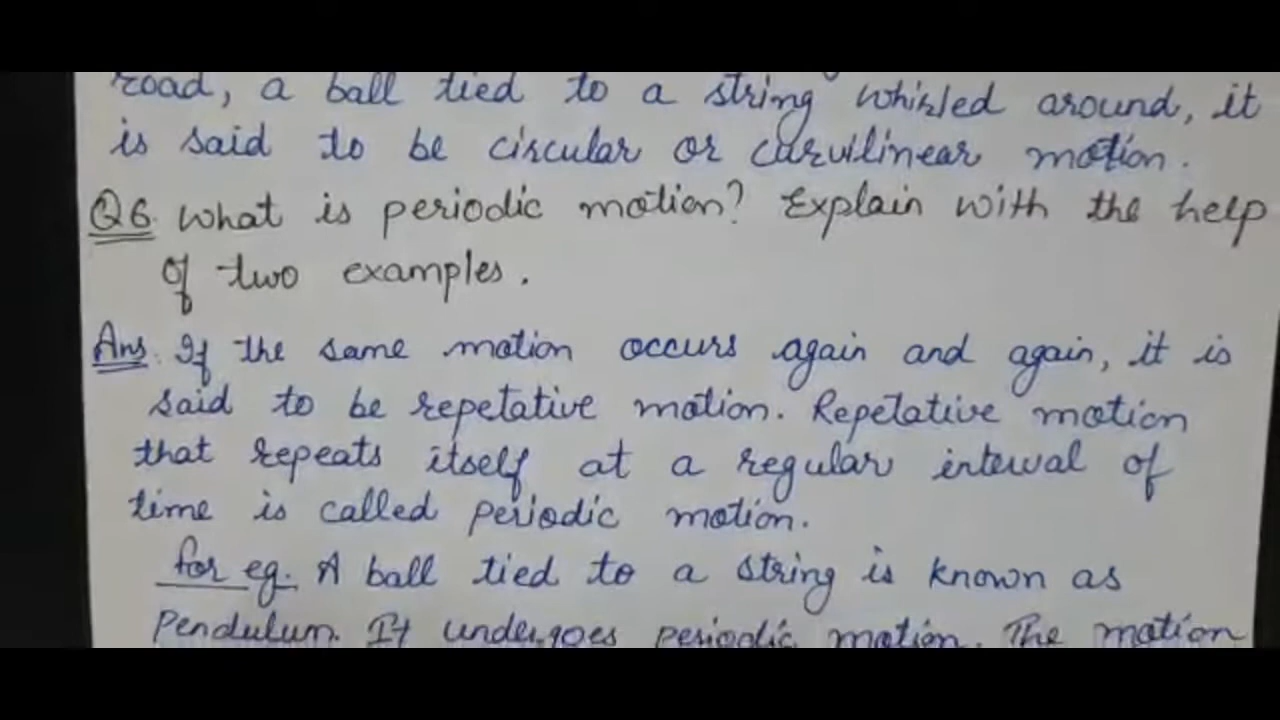 road, a ball tied to a string whirled around, it
is said to be circular or curvilinear motion.
Q6. What is periodic motion? Explain with the help
of two examples.
Ans. If the same motion occurs again and again, it is
said to be repetative motion. Repetative motion
that repeats itself at a regular interval of
time is called periodic motion.
for eg. A ball tied to a string is known as
Pendulum. It undergoes periodic motion. The motion